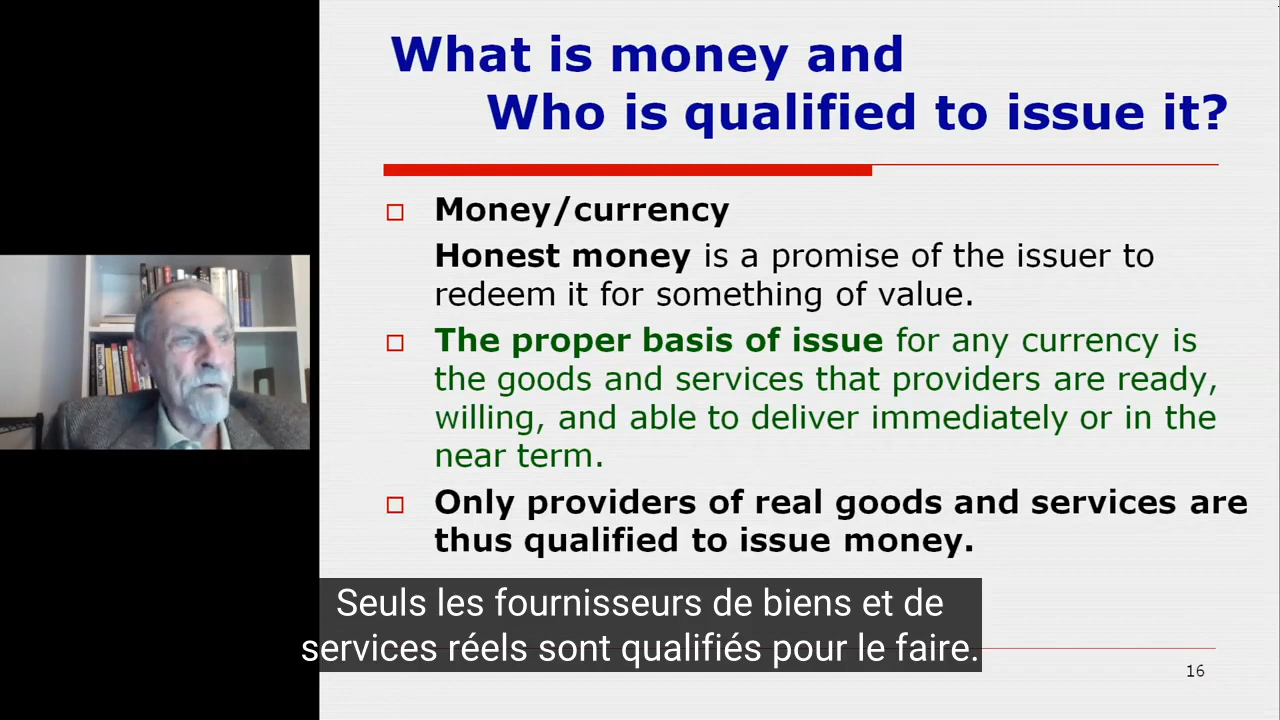 What is money and
Who is qualified to issue it?
Money/currency
Honest money is a promise of the issuer to
redeem it for something of value.
The proper basis of issue for any currency is
the goods and services that providers are ready,
willing, and able to deliver immediately or in the
near term.
Only providers of real goods and services are
thus qualified to issue money.
Seuls les fournisseurs de biens et de
services réels sont qualifiés pour le faire.
16